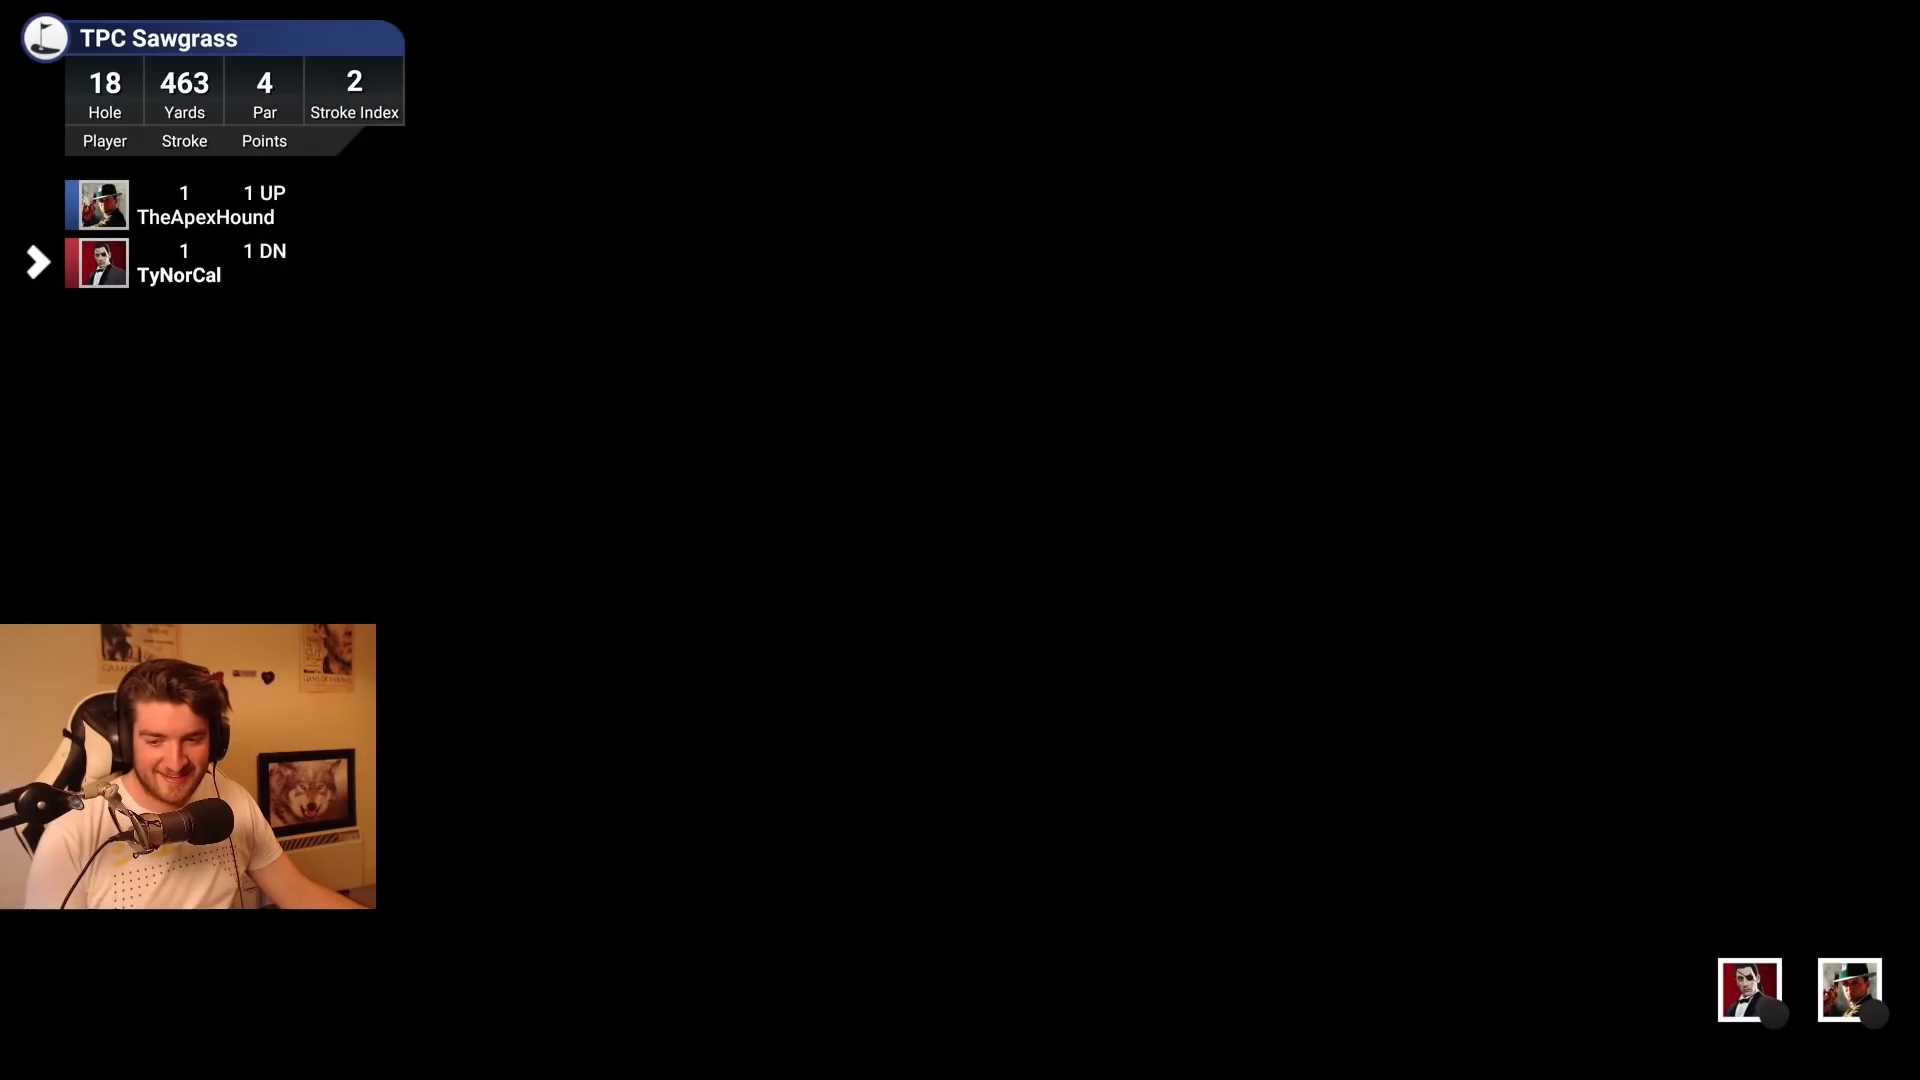 TPC Sawgrass
18 463 4 2
Hole Yards Par Stroke Index
Player Stroke Points
1 1 UP
TheApexHound
1 1 DN
TyNorCal